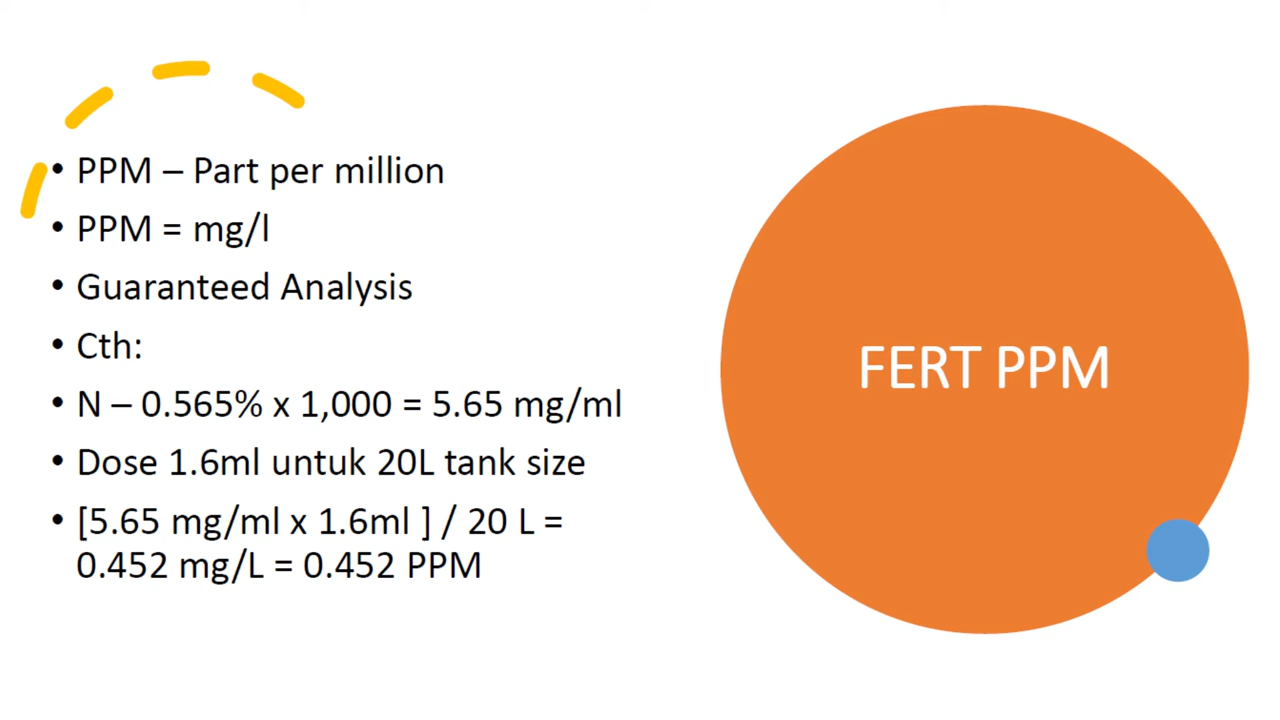 • PPM – Part per million
• PPM = mg/l
• Guaranteed Analysis
• Cth:
• N – 0.565% x 1,000 = 5.65 mg/ml
• Dose 1.6ml untuk 20L tank size
• [5.65 mg/ml x 1.6ml ] / 20 L =
0.452 mg/L = 0.452 PPM
FERT PPM